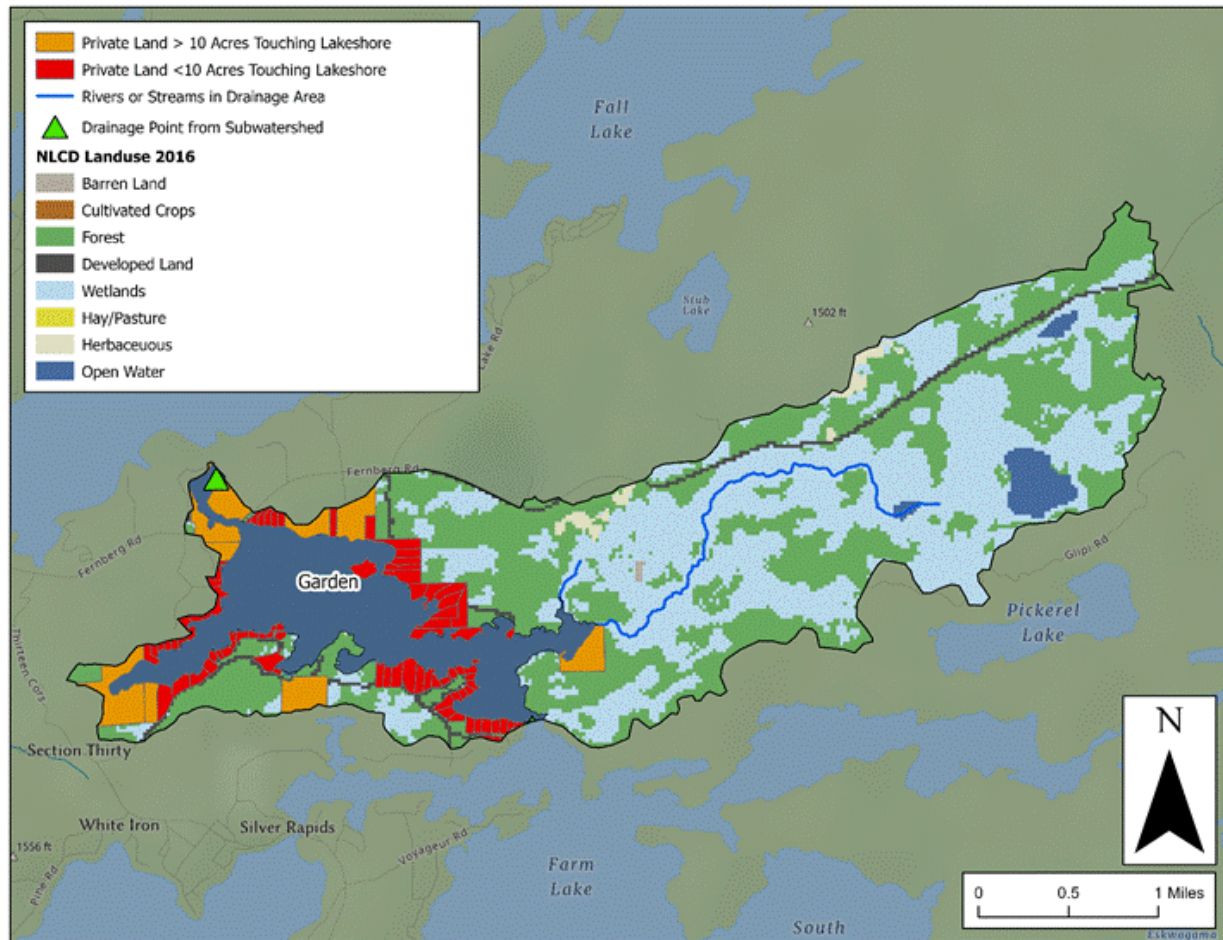 Private Land > 10 Acres Touching Lakeshore
Private Land <10 Acres Touching Lakeshore
Rivers or Streams in Drainage Area
Drainage Point from Subwatershed
NLCD Landuse 2016
Barren Land
Cultivated Crops
Forest
Developed Land
Wetlands
Hay/Pasture
Herbaceuous
Open Water
Fall
Lake
Stub
Lake
1502 ft
Lake Rd
Fernberg Rd
Fernberg Rd
Garden
Glipi Rd
Pickerel
Lake
Thirteen Cors
Section Thirty
White Iron
Silver Rapids
1556 ft
Pine Rd
Voyageur Rd
Farm
Lake
South
N
0 0.5 1 Miles
Eskwagama